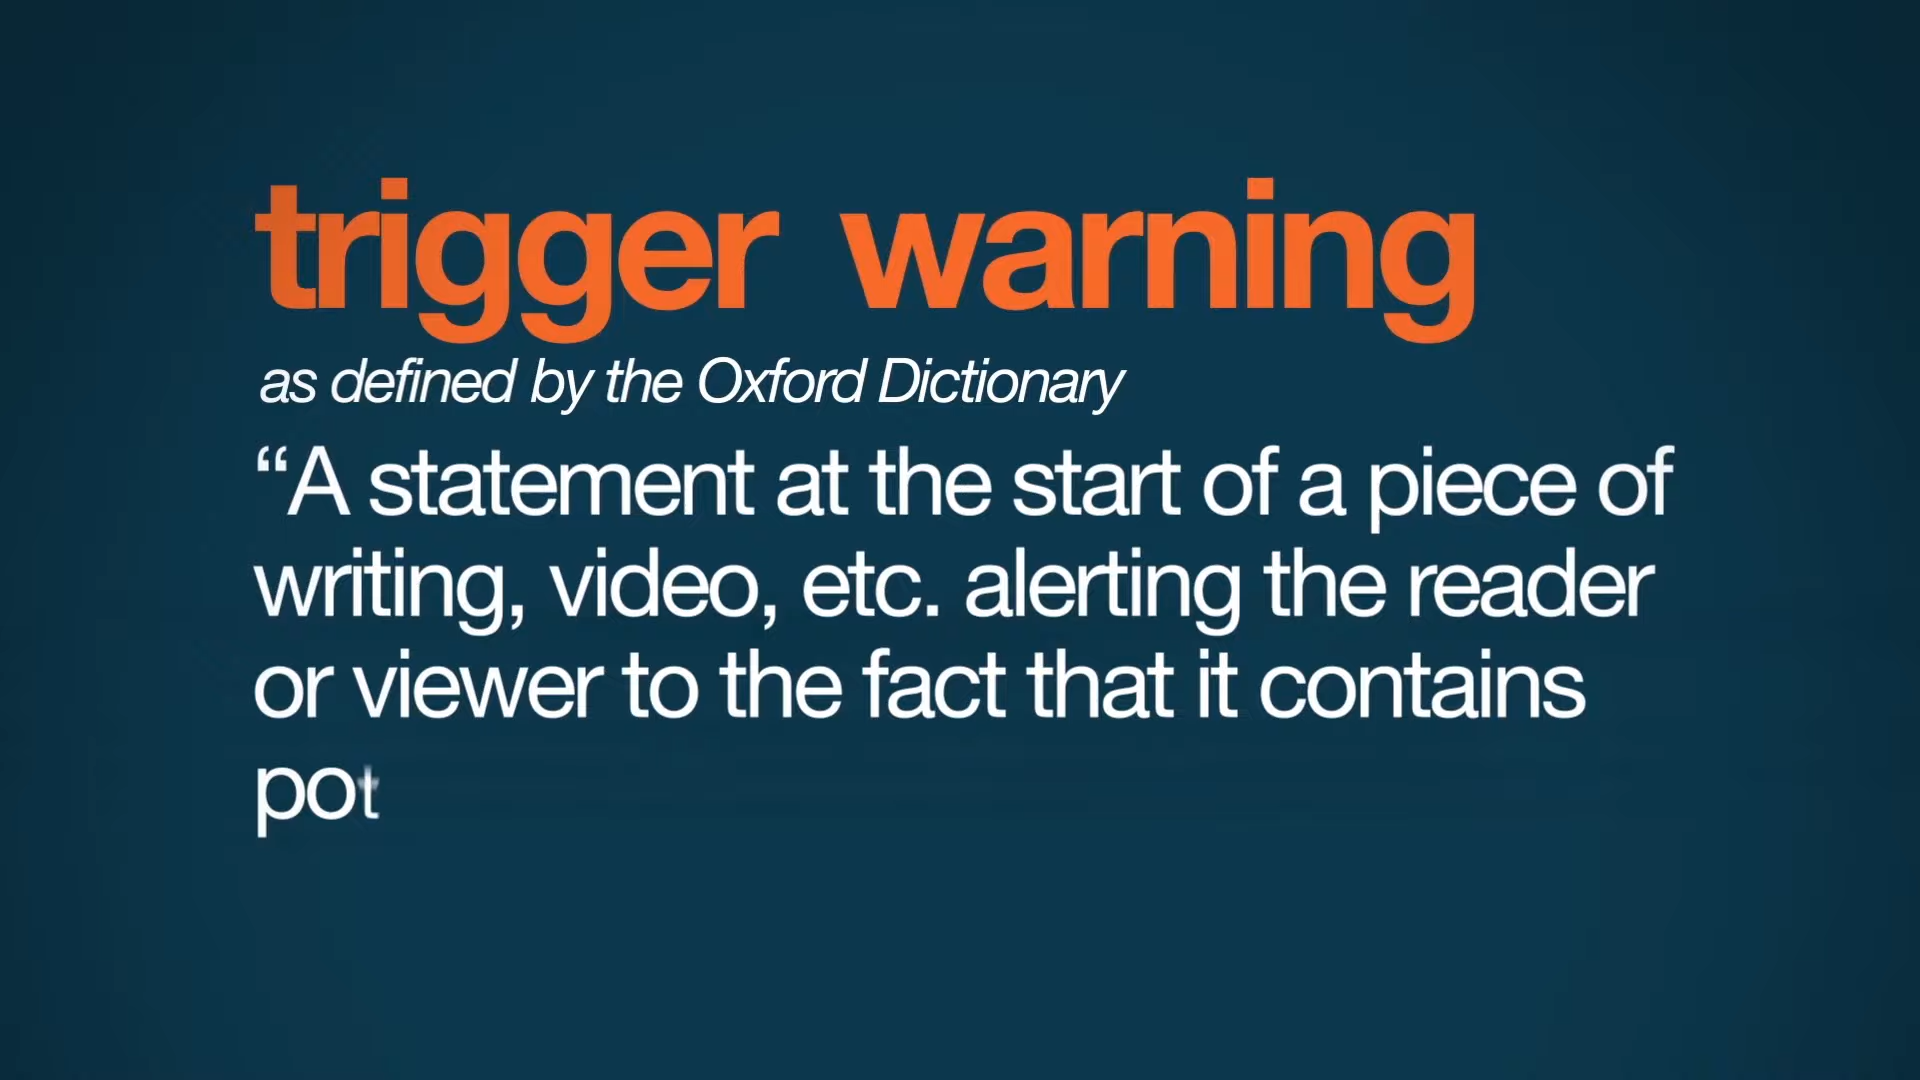 trigger warning
as defined by the Oxford Dictionary
“A statement at the start of a piece of
writing, video, etc. alerting the reader
or viewer to the fact that it contains
pot